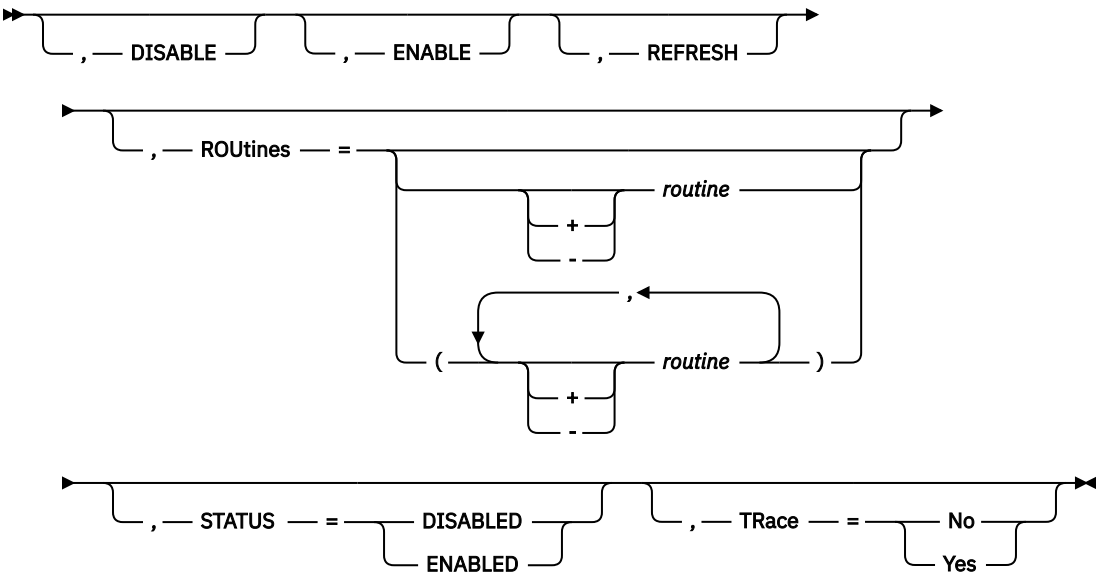 , DISABLE , ENABLE , REFRESH
, ROUtines =
routine
+
-
,
( routine )
+
-
, STATUS = DISABLED , TRace = No
ENABLED Yes